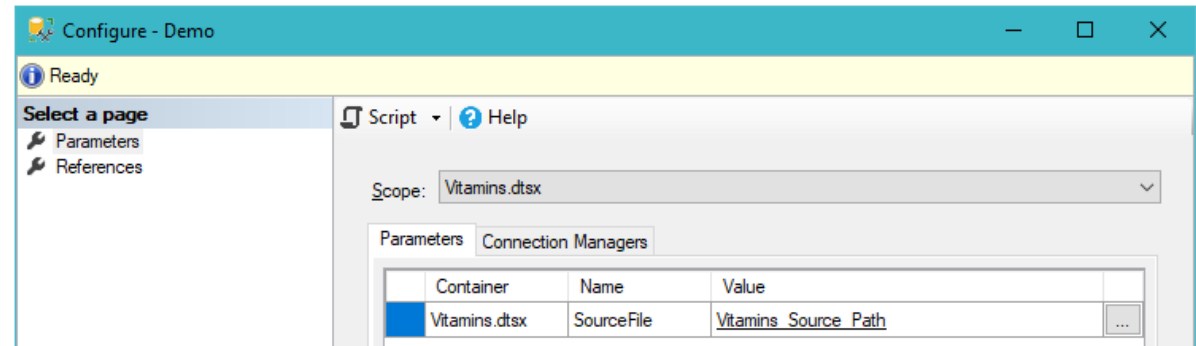 Configure - Demo
Ready
Select a page
Parameters
References
Script Help
Scope: Vitamins.dtsx
Parameters Connection Managers
Container Name Value
Vitamins.dtsx SourceFile Vitamins_Source_Path ...